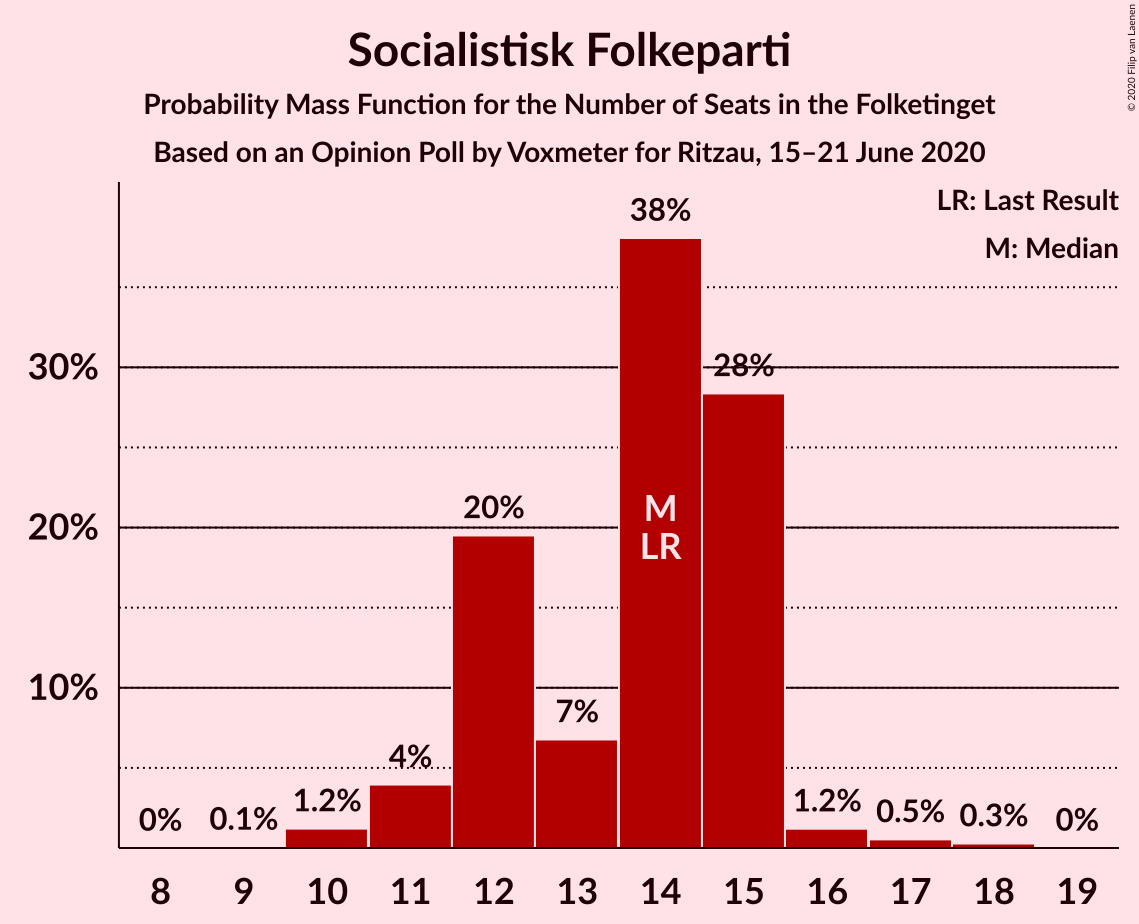 Socialistisk Folkeparti
Probability Mass Function for the Number of Seats in the Folketinget
Based on an Opinion Poll by Voxmeter for Ritzau, 15–21 June 2020
© 2020 Filip van Laenen
LR: Last Result
M: Median
38%
30%
28%
20%
20%
M
LR
10%
7%
4%
0%
0.1%
1.2%
1.2%
0.5%
0.3%
0%
8 9 10 11 12 13 14 15 16 17 18 19